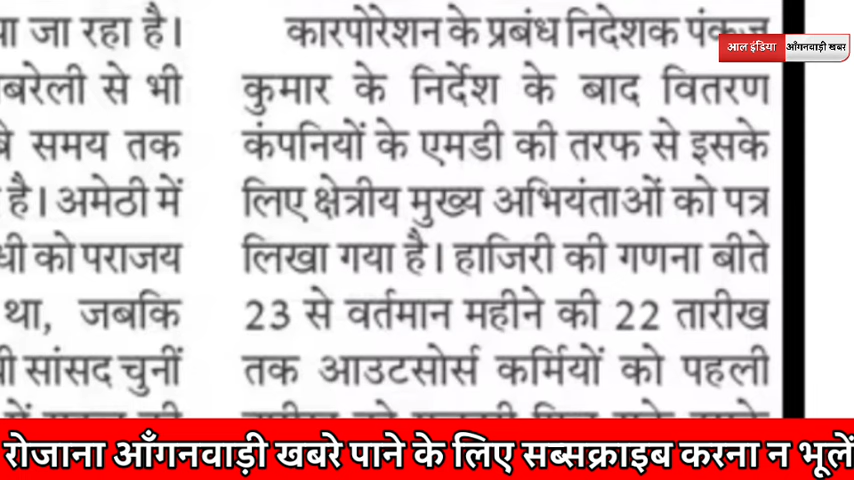 आल इंडिया आँगनवाड़ी खबर
ा जा रहा है।
बरेली से भी
समय तक
है। अमेठी में
को पराजय
था, जबकि
सांसद चुनीं
कारपोरेशन के प्रबंध निदेशक पंकज
कुमार के निर्देश के बाद वितरण
कंपनियों के एमडी की तरफ से इसके
लिए क्षेत्रीय मुख्य अभियंताओं को पत्र
लिखा गया है। हाजिरी की गणना बीते
23 से वर्तमान महीने की 22 तारीख
तक आउटसोर्स कर्मियों को पहली
रोजाना आँगनवाड़ी खबरे पाने के लिए सब्सक्राइब करना न भूलें